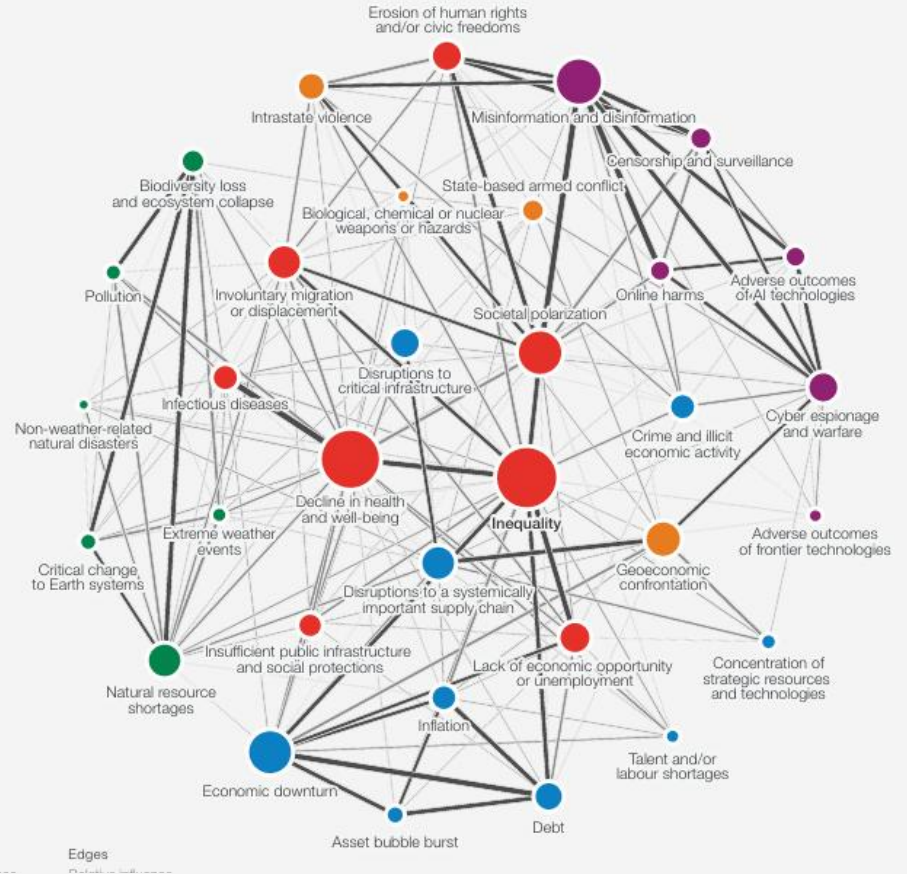 Erosion of human rights
and/or civic freedoms
Intrastate violence
Misinformation and disinformation
Censorship and surveillance
Biodiversity loss
and ecosystem collapse
State-based armed conflict
Biological, chemical or nuclear
weapons or hazards
Pollution
Involuntary migration
or displacement
Societal polarization
Online harms
Adverse outcomes
of AI technologies
Disruptions to
critical infrastructure
Infectious diseases
Non-weather-related
natural disasters
Crime and illicit
economic activity
Cyber espionage
and warfare
Decline in health
and well-being
Inequality
Extreme weather
events
Adverse outcomes
of frontier technologies
Critical change
to Earth systems
Geoeconomic
confrontation
Disruptions to a systemically
important supply chain
Insufficient public infrastructure
and social protections
Lack of economic opportunity
or unemployment
Concentration of
strategic resources
and technologies
Natural resource
shortages
Inflation
Talent and/or
labour shortages
Economic downturn
Debt
Asset bubble burst
Edges